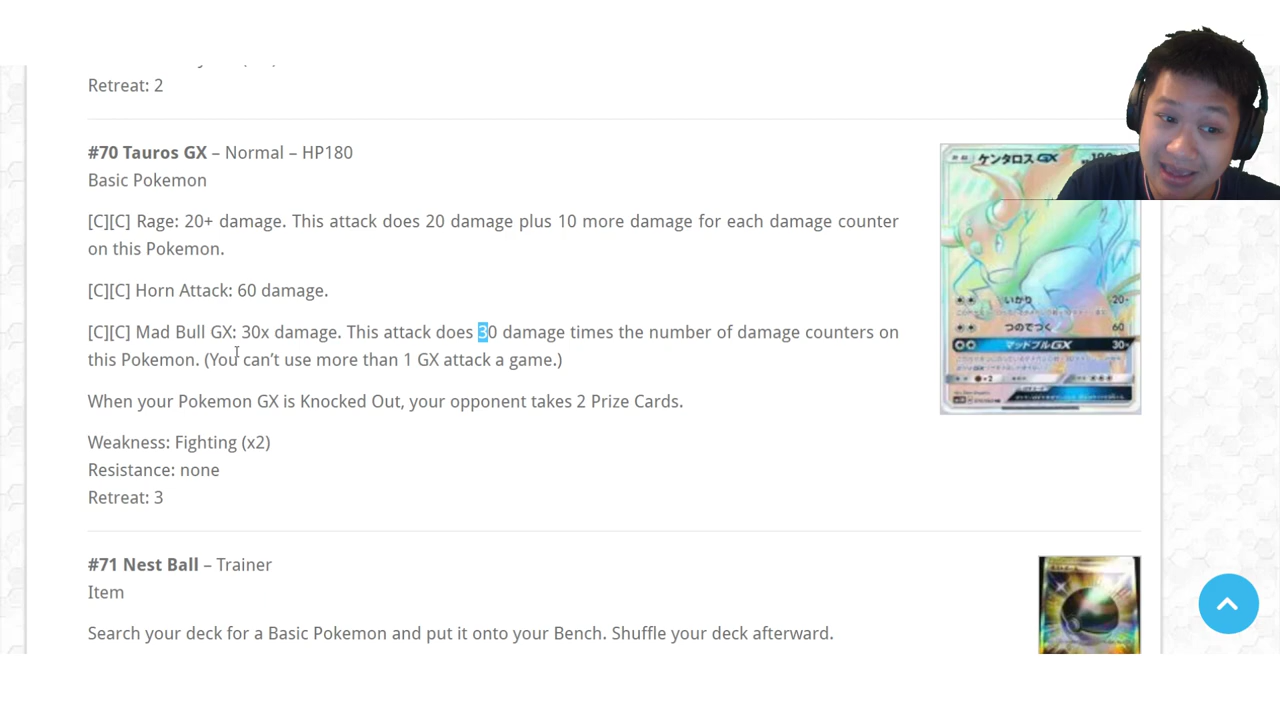 Retreat: 2
#70 Tauros GX – Normal – HP180
Basic Pokemon
[C][C] Rage: 20+ damage. This attack does 20 damage plus 10 more damage for each damage counter
on this Pokemon.
[C][C] Horn Attack: 60 damage.
[C][C] Mad Bull GX: 30x damage. This attack does 30 damage times the number of damage counters on
this Pokemon. (You can’t use more than 1 GX attack a game.)
When your Pokemon GX is Knocked Out, your opponent takes 2 Prize Cards.
Weakness: Fighting (x2)
Resistance: none
Retreat: 3
ケンタロスGX
いかり 20+
つのでつく 60
マッドブルGX 30×
#71 Nest Ball – Trainer
Item
Search your deck for a Basic Pokemon and put it onto your Bench. Shuffle your deck afterward.